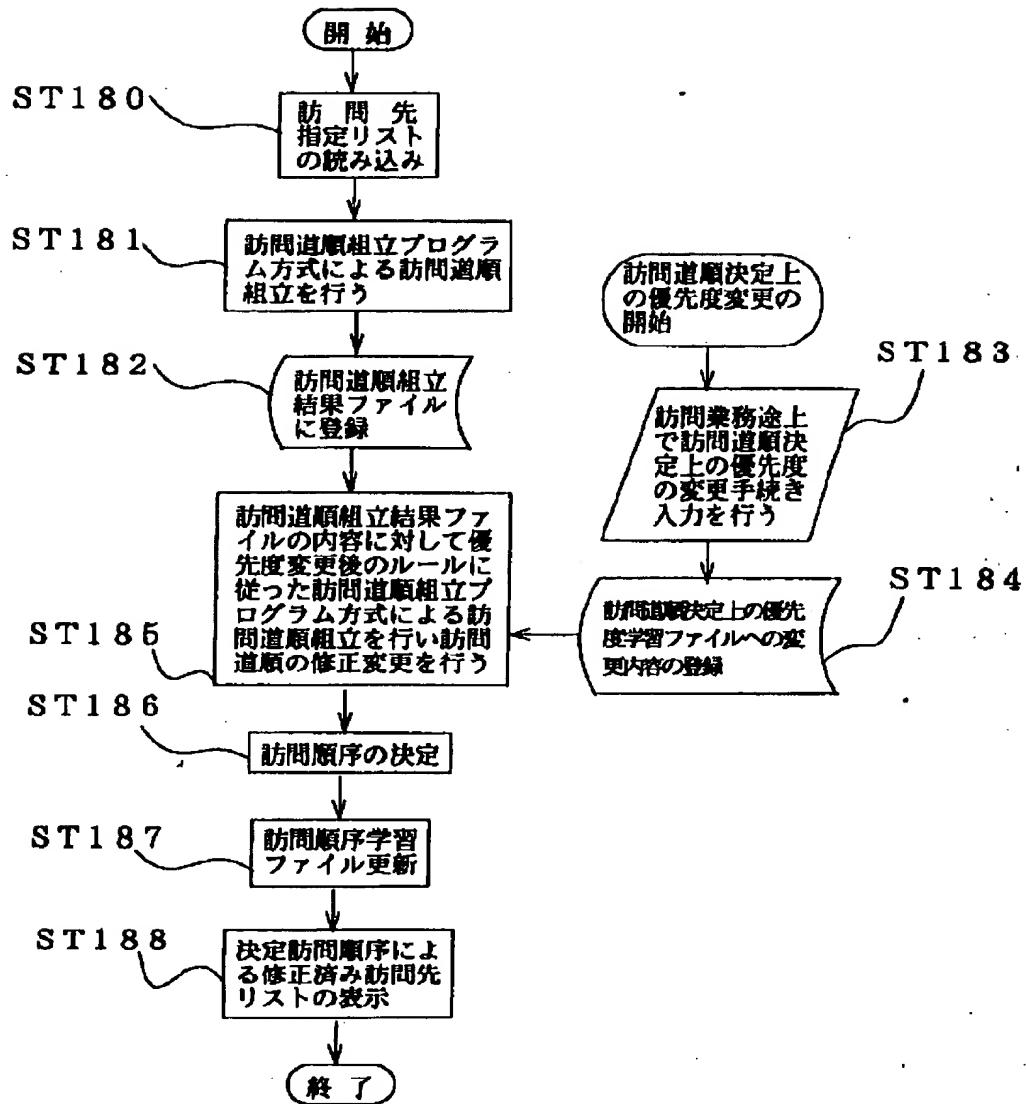 開始
ST180
訪問先
指定リスト
の読み込み
ST181
訪問道順組立プログラ
ム方式による訪問道順
組立を行う
ST182
訪問道順組立
結果ファイル
に登録
訪問道順決定上
の優先度変更の
開始
ST183
訪問業務途上
で訪問道順決
定上の優先度
の変更手続き
入力を行う
ST184
訪問道順決定上の優先
度学習ファイルへの変
更内容の登録
ST185
訪問道順組立結果ファ
イルの内容に対して優
先度変更後のルールに
従った訪問道順組立プ
ログラム方式による訪
問道順組立を行い訪問
道順の修正変更を行う
ST186
訪問順序の決定
ST187
訪問順序学習
ファイル更新
ST188
決定訪問順序によ
る修正済み訪問先
リストの表示
終了